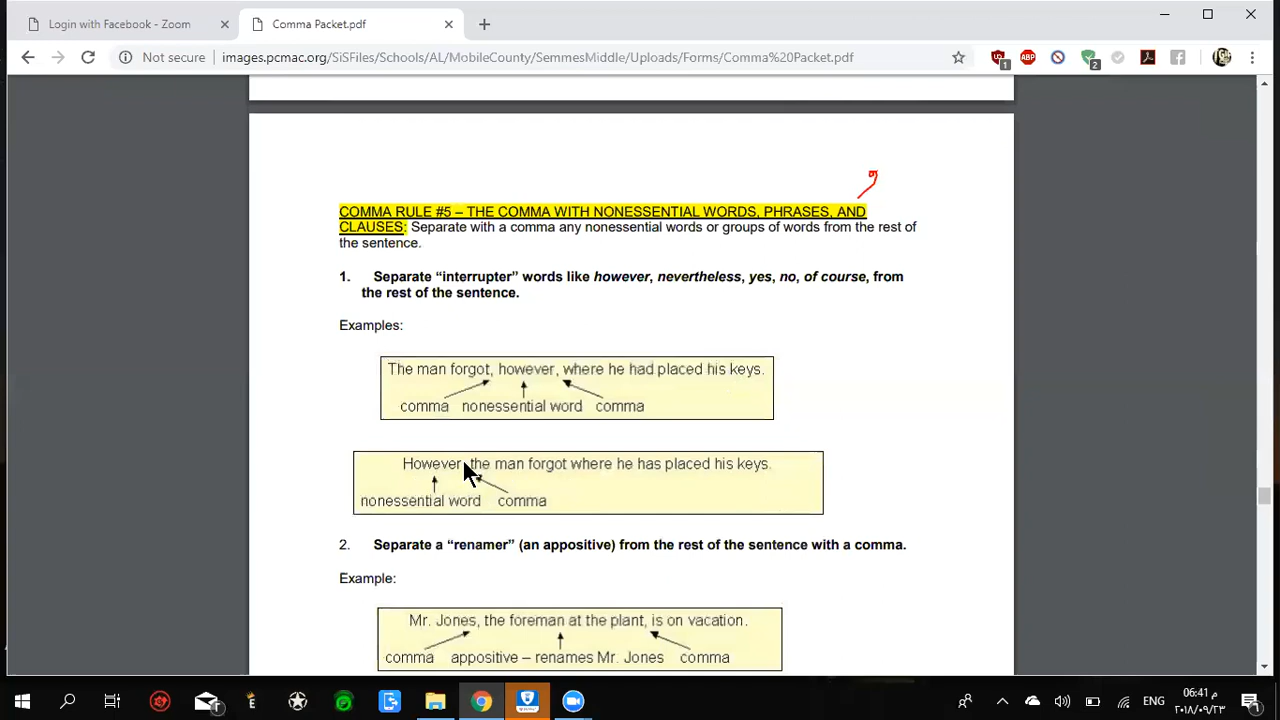 Login with Facebook - Zoom
Comma Packet.pdf
Not secure
images.pcmac.org/SiSFiles/Schools/AL/MobileCounty/SemmesMiddle/Uploads/Forms/Comma%20Packet.pdf
1
ABP
2
COMMA RULE #5 – THE COMMA WITH NONESSENTIAL WORDS, PHRASES, AND
CLAUSES: Separate with a comma any nonessential words or groups of words from the rest of
the sentence.
1. Separate “interrupter” words like however, nevertheless, yes, no, of course, from
the rest of the sentence.
Examples:
The man forgot, however, where he had placed his keys.
comma nonessential word comma
However, the man forgot where he has placed his keys.
nonessential word comma
2. Separate a “renamer” (an appositive) from the rest of the sentence with a comma.
Example:
Mr. Jones, the foreman at the plant, is on vacation.
comma appositive – renames Mr. Jones comma
ENG
م 06:41
٢٠١٨/٠٩/٢٣